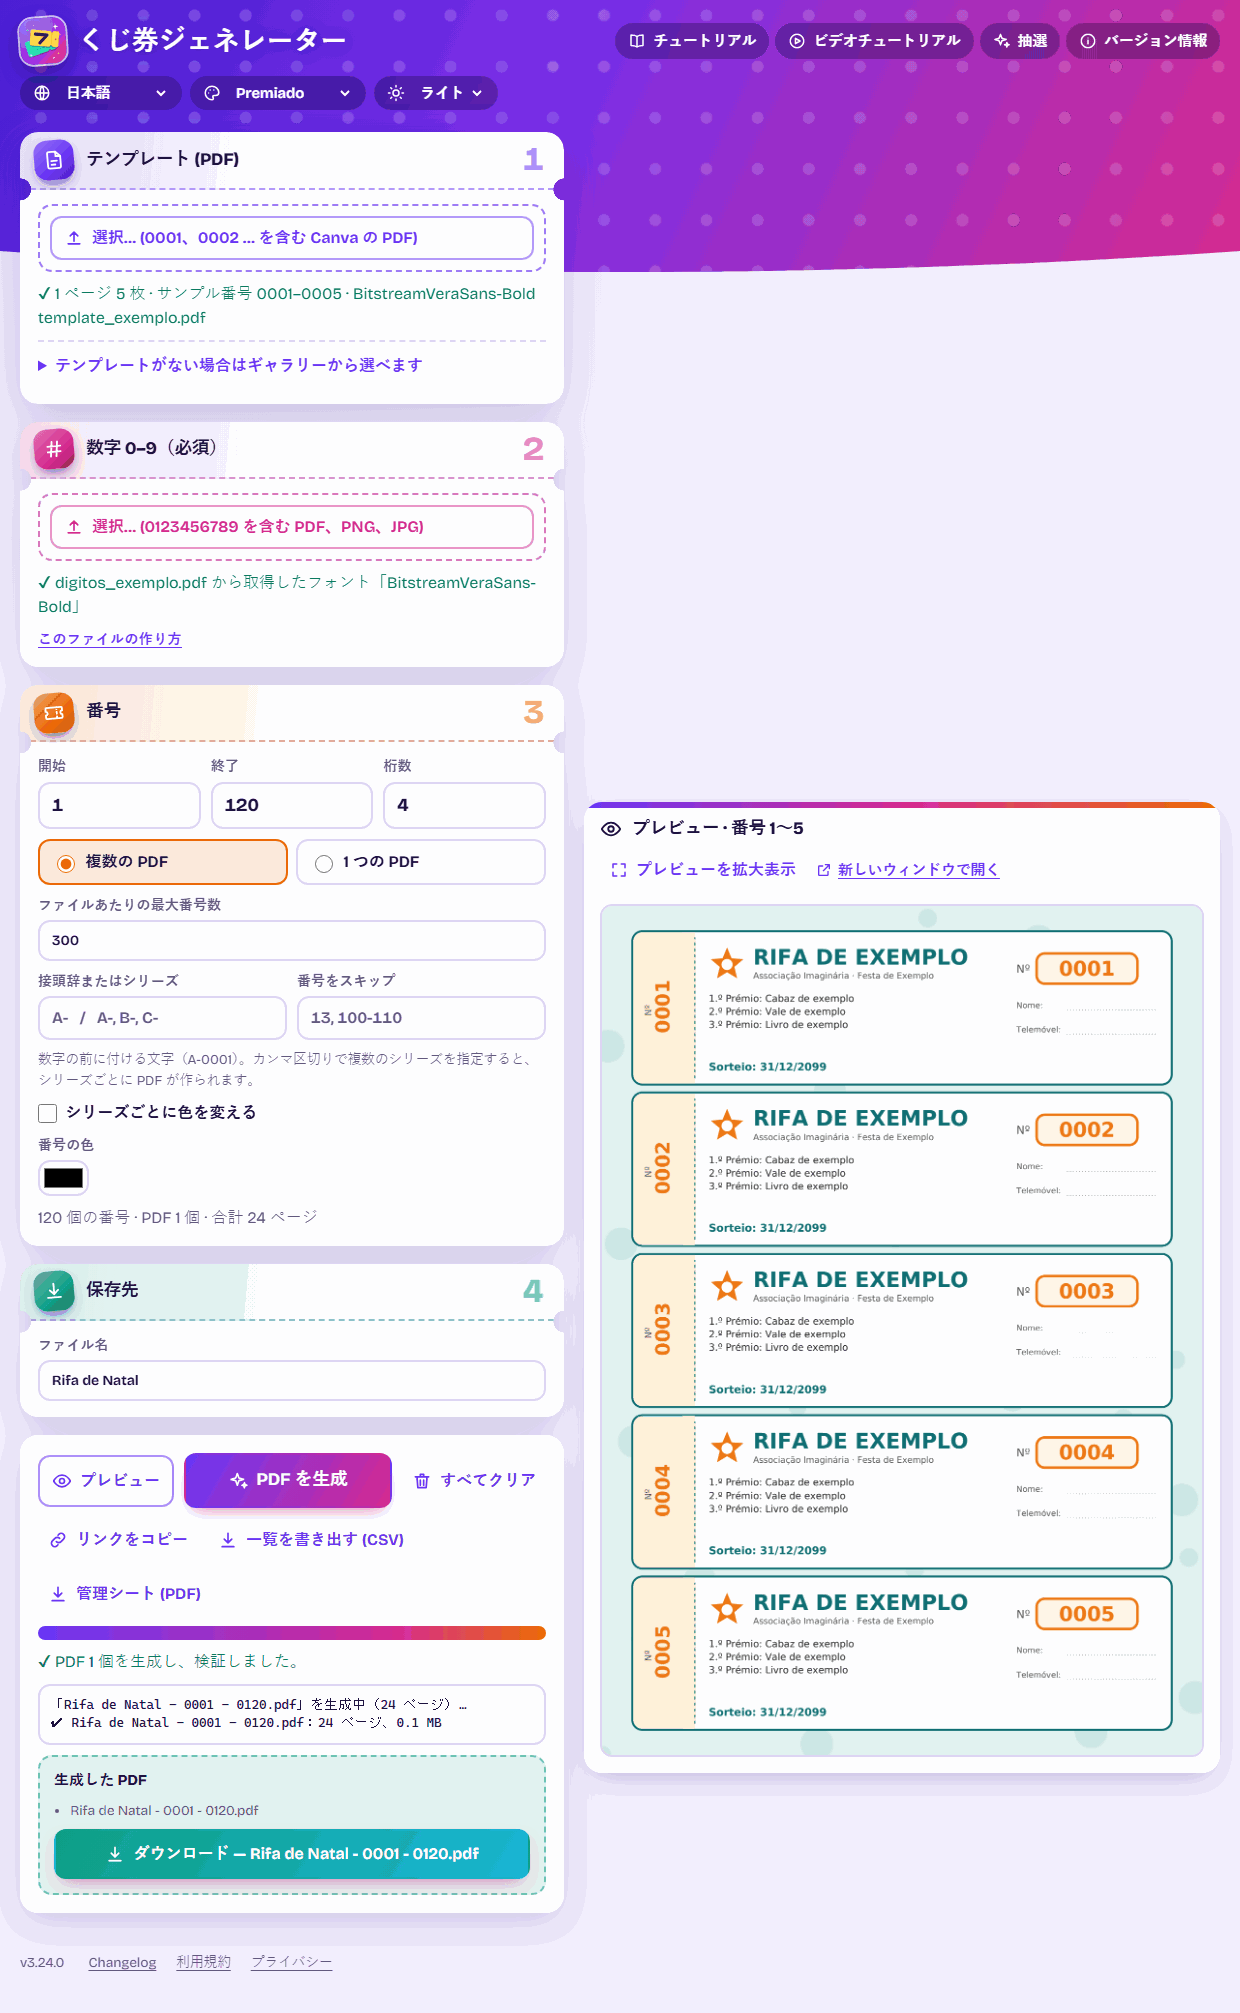 くじ券ジェネレーター
チュートリアル
ビデオチュートリアル
抽選
バージョン情報
日本語
Premiado
ライト
テンプレート (PDF)
1
選択... (0001、0002 ... を含む Canva の PDF)
✓ 1 ページ 5 枚 · サンプル番号 0001–0005 · BitstreamVeraSans-Bold
template_exemplo.pdf
▶ テンプレートがない場合はギャラリーから選べます
数字 0–9（必須）
2
選択... (0123456789 を含む PDF、PNG、JPG)
✓ digitos_exemplo.pdf から取得したフォント「BitstreamVeraSans-
Bold」
このファイルの作り方
番号
3
開始
終了
桁数
1
120
4
複数の PDF
1 つの PDF
ファイルあたりの最大番号数
300
接頭辞またはシリーズ
番号をスキップ
A- / A-, B-, C-
13, 100-110
数字の前に付ける文字（A-0001）。カンマ区切りで複数のシリーズを指定すると、
シリーズごとに PDF が作られます。
シリーズごとに色を変える
番号の色
120 個の番号 · PDF 1 個 · 合計 24 ページ
保存先
4
ファイル名
Rifa de Natal
プレビュー
PDF を生成
すべてクリア
リンクをコピー
一覧を書き出す (CSV)
管理シート (PDF)
✓ PDF 1 個を生成し、検証しました。
「Rifa de Natal - 0001 - 0120.pdf」を生成中（24 ページ）…
✔ Rifa de Natal - 0001 - 0120.pdf：24 ページ、0.1 MB
生成した PDF
• Rifa de Natal - 0001 - 0120.pdf
ダウンロード — Rifa de Natal - 0001 - 0120.pdf
v3.24.0
Changelog
利用規約
プライバシー
プレビュー · 番号 1〜5
プレビューを拡大表示
新しいウィンドウで開く
Nº 0001
RIFA DE EXEMPLO
Associação Imaginária · Festa de Exemplo
1.º Prémio: Cabaz de exemplo
2.º Prémio: Vale de exemplo
3.º Prémio: Livro de exemplo
Sorteio: 31/12/2099
Nº 0001
Nome:
Telemóvel:
Nº 0002
RIFA DE EXEMPLO
Associação Imaginária · Festa de Exemplo
1.º Prémio: Cabaz de exemplo
2.º Prémio: Vale de exemplo
3.º Prémio: Livro de exemplo
Sorteio: 31/12/2099
Nº 0002
Nome:
Telemóvel:
Nº 0003
RIFA DE EXEMPLO
Associação Imaginária · Festa de Exemplo
1.º Prémio: Cabaz de exemplo
2.º Prémio: Vale de exemplo
3.º Prémio: Livro de exemplo
Sorteio: 31/12/2099
Nº 0003
Nome:
Telemóvel:
Nº 0004
RIFA DE EXEMPLO
Associação Imaginária · Festa de Exemplo
1.º Prémio: Cabaz de exemplo
2.º Prémio: Vale de exemplo
3.º Prémio: Livro de exemplo
Sorteio: 31/12/2099
Nº 0004
Nome:
Telemóvel:
Nº 0005
RIFA DE EXEMPLO
Associação Imaginária · Festa de Exemplo
1.º Prémio: Cabaz de exemplo
2.º Prémio: Vale de exemplo
3.º Prémio: Livro de exemplo
Sorteio: 31/12/2099
Nº 0005
Nome:
Telemóvel: